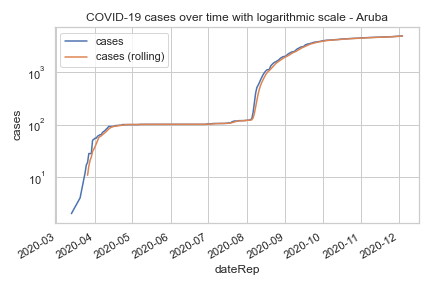 COVID-19 cases over time with logarithmic scale - Aruba
cases
cases (rolling)
10³
10²
10¹
cases
2020-03
2020-04
2020-05
2020-06
2020-07
2020-08
2020-09
2020-10
2020-11
2020-12
dateRep